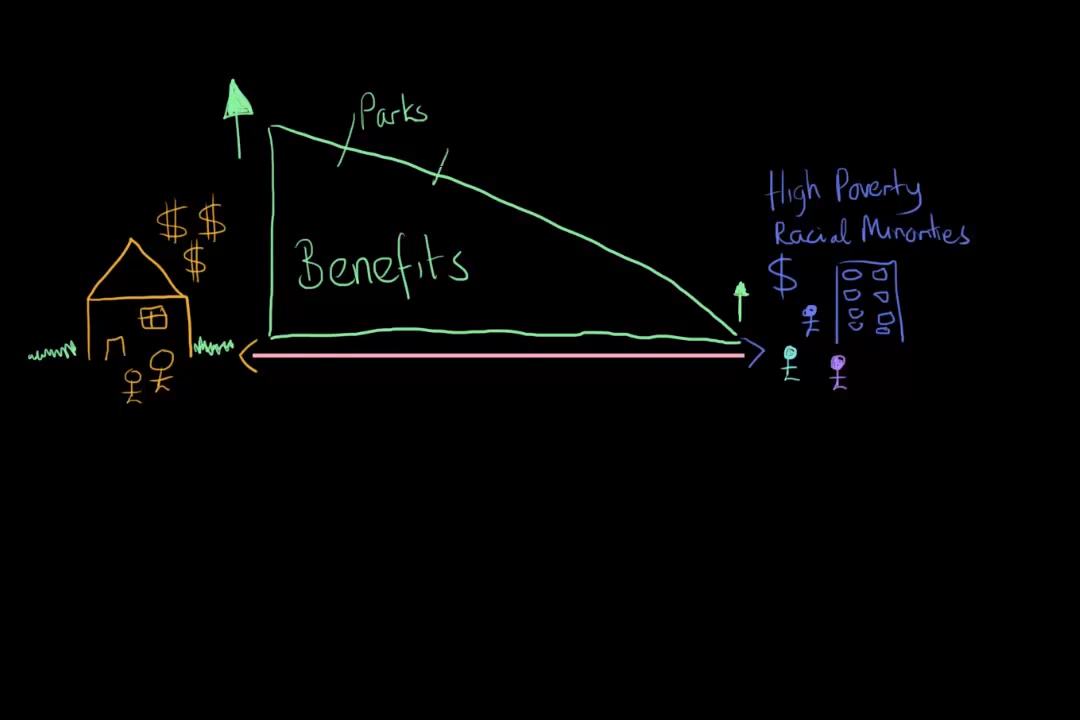 Parks
Benefits
$ $
$
High Poverty
Racial Minorities
$